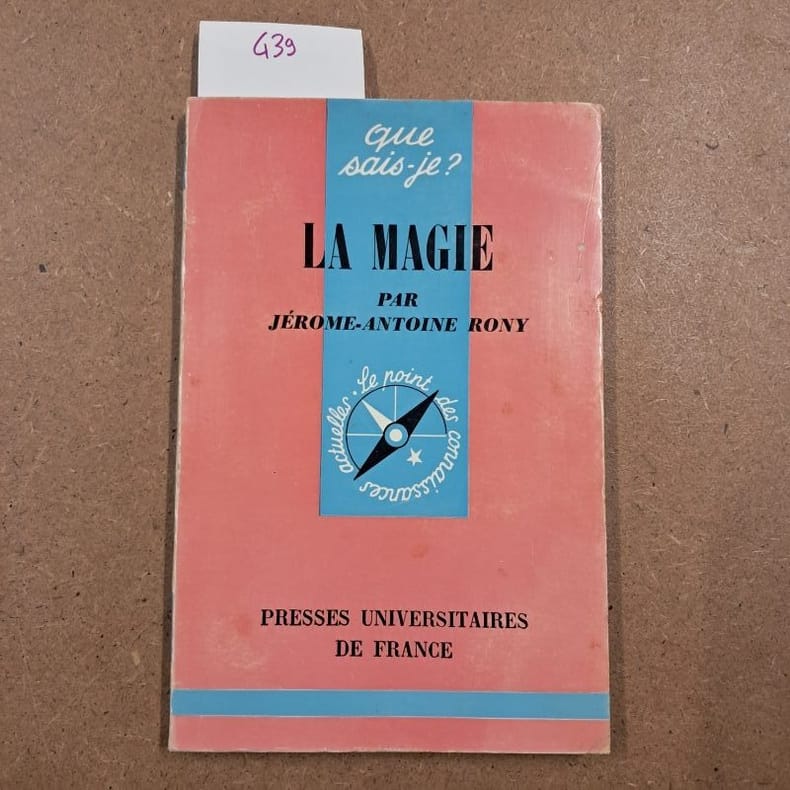 G39
que
sais-je?
LA MAGIE
PAR
JÉROME-ANTOINE RONY
Le point des connaissances actuelles.
PRESSES UNIVERSITAIRES
DE FRANCE